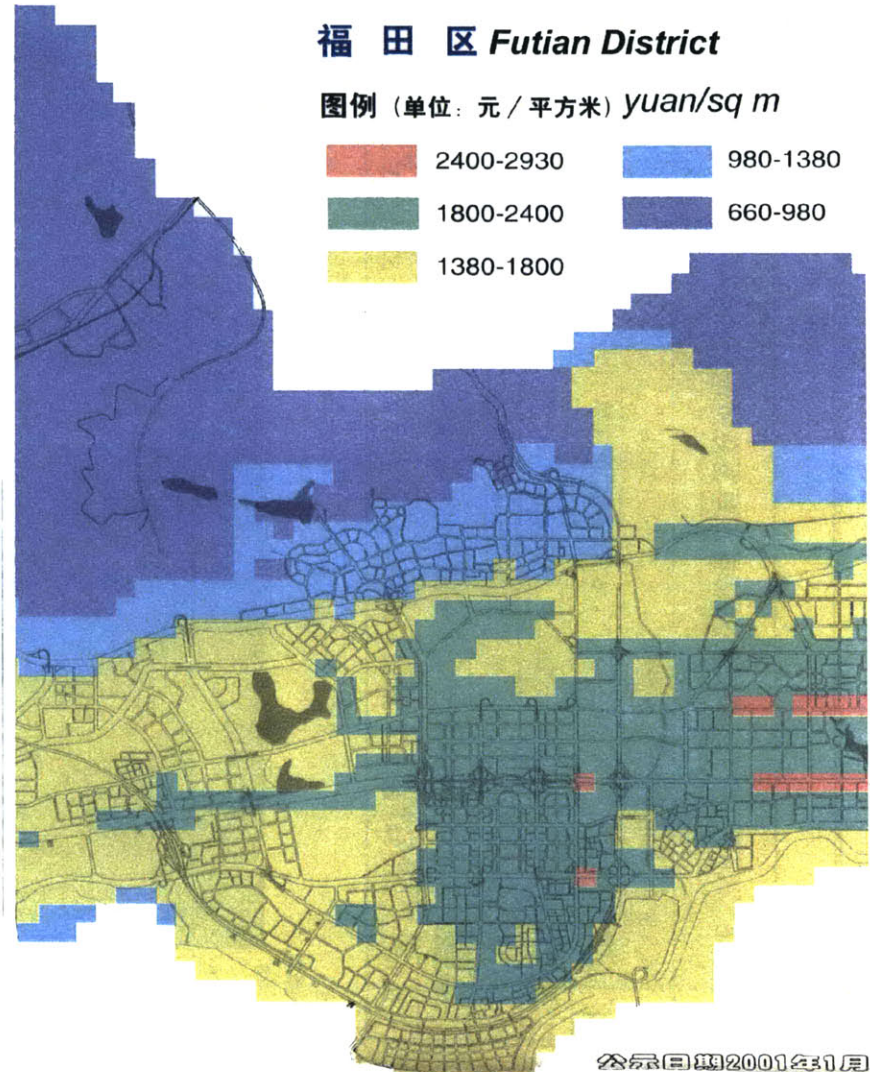 福 田 区 Futian District
图例 (单位: 元 / 平方米) yuan/sq m
2400-2930
980-1380
1800-2400
660-980
1380-1800
公示日期2001年1月